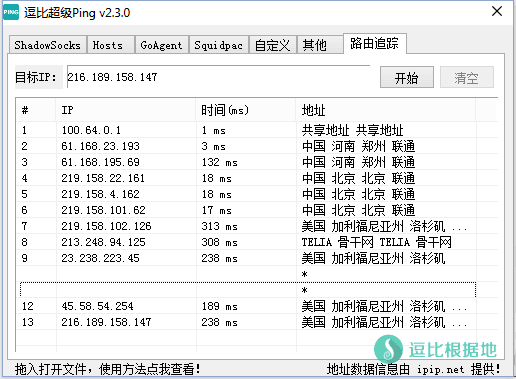 PING 逗比超级Ping v2.3.0
ShadowSocks Hosts GoAgent Squidpac 自定义 其他 路由追踪
目标IP: 216.189.158.147 开始 清空
# IP 时间(ms) 地址
1 100.64.0.1 1 ms 共享地址 共享地址
2 61.168.23.193 3 ms 中国 河南 郑州 联通
3 61.168.195.69 132 ms 中国 河南 郑州 联通
4 219.158.22.161 18 ms 中国 北京 北京 联通
5 219.158.4.162 18 ms 中国 北京 北京 联通
6 219.158.101.62 17 ms 中国 北京 北京 联通
7 219.158.102.126 313 ms 美国 加利福尼亚州 洛杉矶 ...
8 213.248.94.125 308 ms TELIA 骨干网 TELIA 骨干网
9 23.238.223.45 238 ms 美国 加利福尼亚州 洛杉矶
*
*
12 45.58.54.254 189 ms 美国 加利福尼亚州 洛杉矶 ...
13 216.189.158.147 238 ms 美国 加利福尼亚州 洛杉矶 ...
逗比根据地
拖入打开文件，使用方法点我查看! 地址数据信息由 ipip.net 提供!